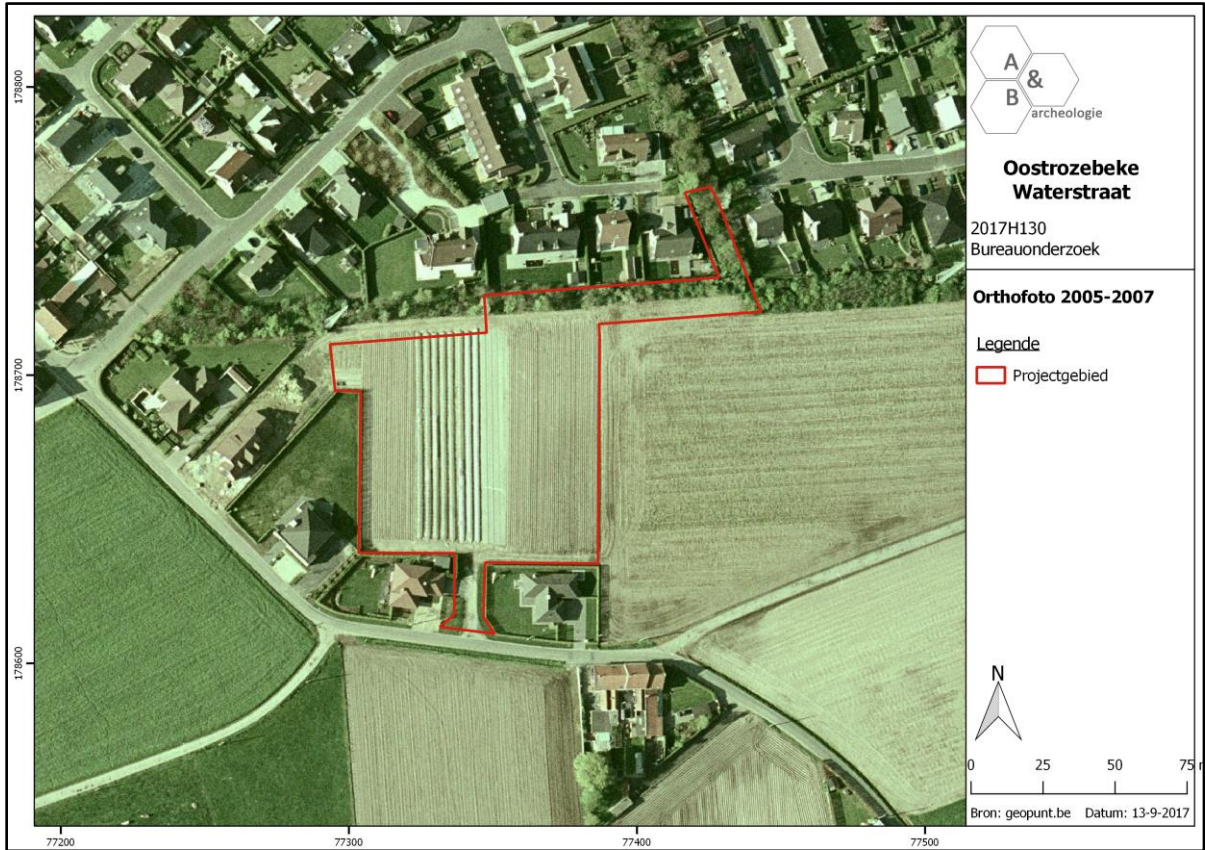 A
&
B
archeologie
Oostrozebeke
Waterstraat
2017H130
Bureauonderzoek
Orthofoto 2005-2007
Legende
Projectgebied
N
0 25 50 75 m
Bron: geopunt.be Datum: 13-9-2017
178800
178700
178600
77200 77300 77400 77500